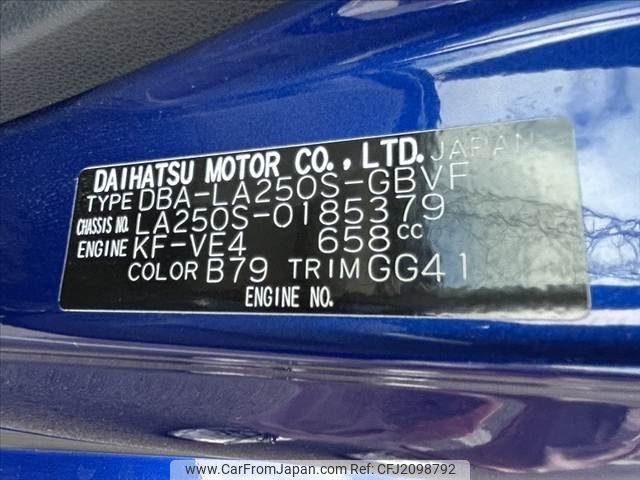 DAIHATSU MOTOR CO., LTD. JAPAN
TYPE DBA-LA250S-GBVF
CHASSIS NO. LA250S-0185379
ENGINE KF-VE4 658cc
COLOR B79 TRIM GG41
ENGINE NO.
www.CarFromJapan.com | REF: CFJ2098792